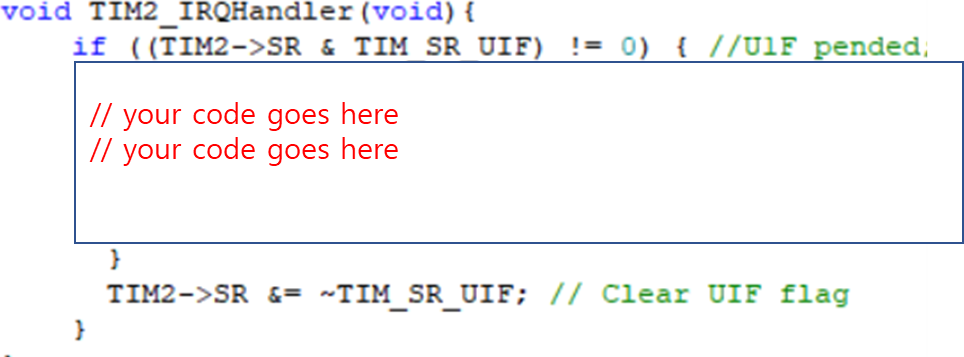 void TIM2_IRQHandler(void){
if ((TIM2->SR & TIM_SR_UIF) != 0) { //UlF pended;
// your code goes here
// your code goes here
}
TIM2->SR &= ~TIM_SR_UIF; // Clear UIF flag
}